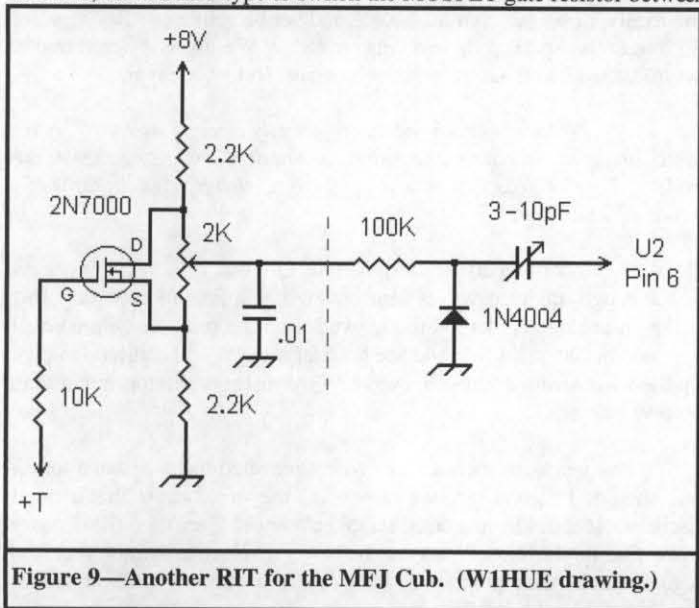 +8V
2.2K
2N7000
2K
D
G
S
100K
3-10pF
U2
Pin 6
.01
1N4004
10K
2.2K
+T
Figure 9—Another RIT for the MFJ Cub. (W1HUE drawing.)